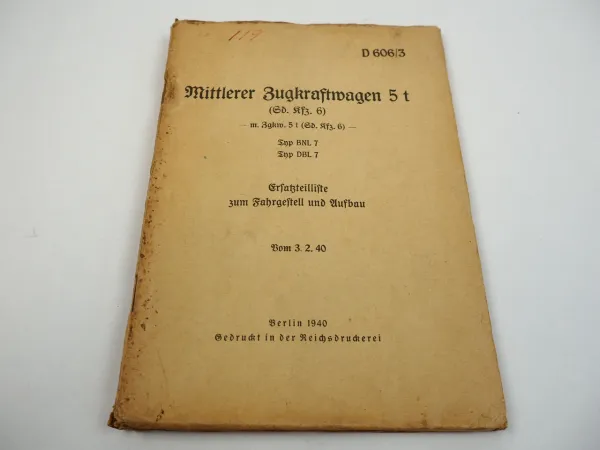 119
D 606/3
Mittlerer Zugkraftwagen 5 t
(Sd. Kfz. 6)
— m. Zgkw. 5 t (Sd. Kfz. 6) —
Typ BNL 7
Typ DBL 7
Ersatzteilliste
zum Fahrgestell und Aufbau
Vom 3. 2. 40
Berlin 1940
Gedruckt in der Reichsdruckerei